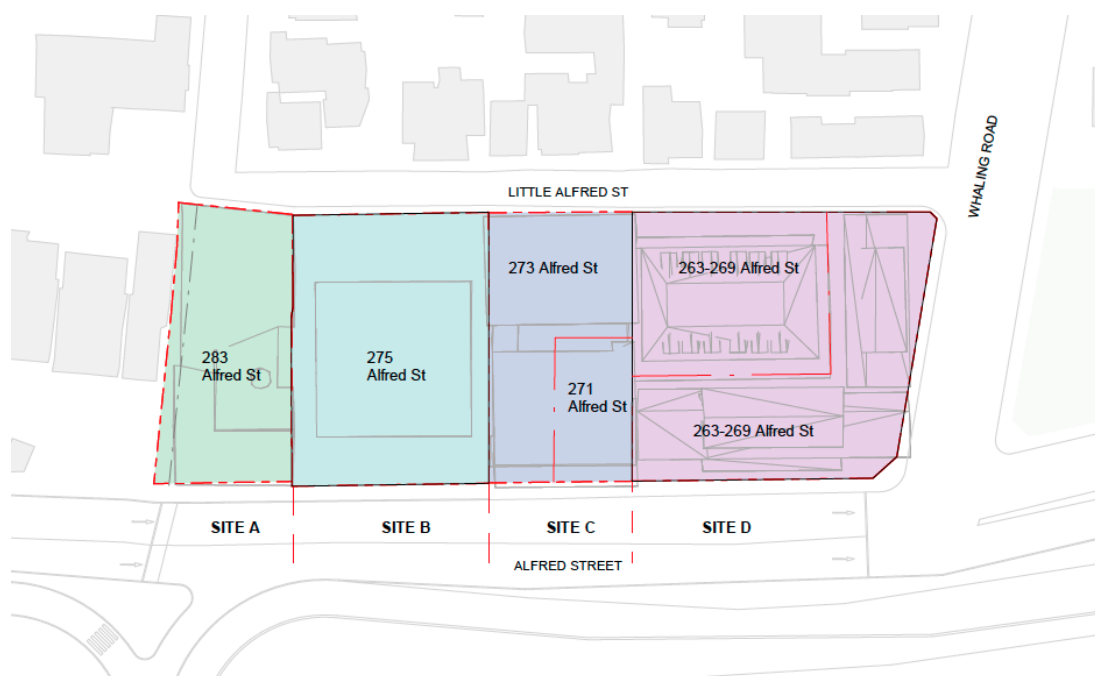 WHALING ROAD
LITTLE ALFRED ST
273 Alfred St
263-269 Alfred St
283
Alfred St
275
Alfred St
271
Alfred St
263-269 Alfred St
SITE A
SITE B
SITE C
SITE D
ALFRED STREET